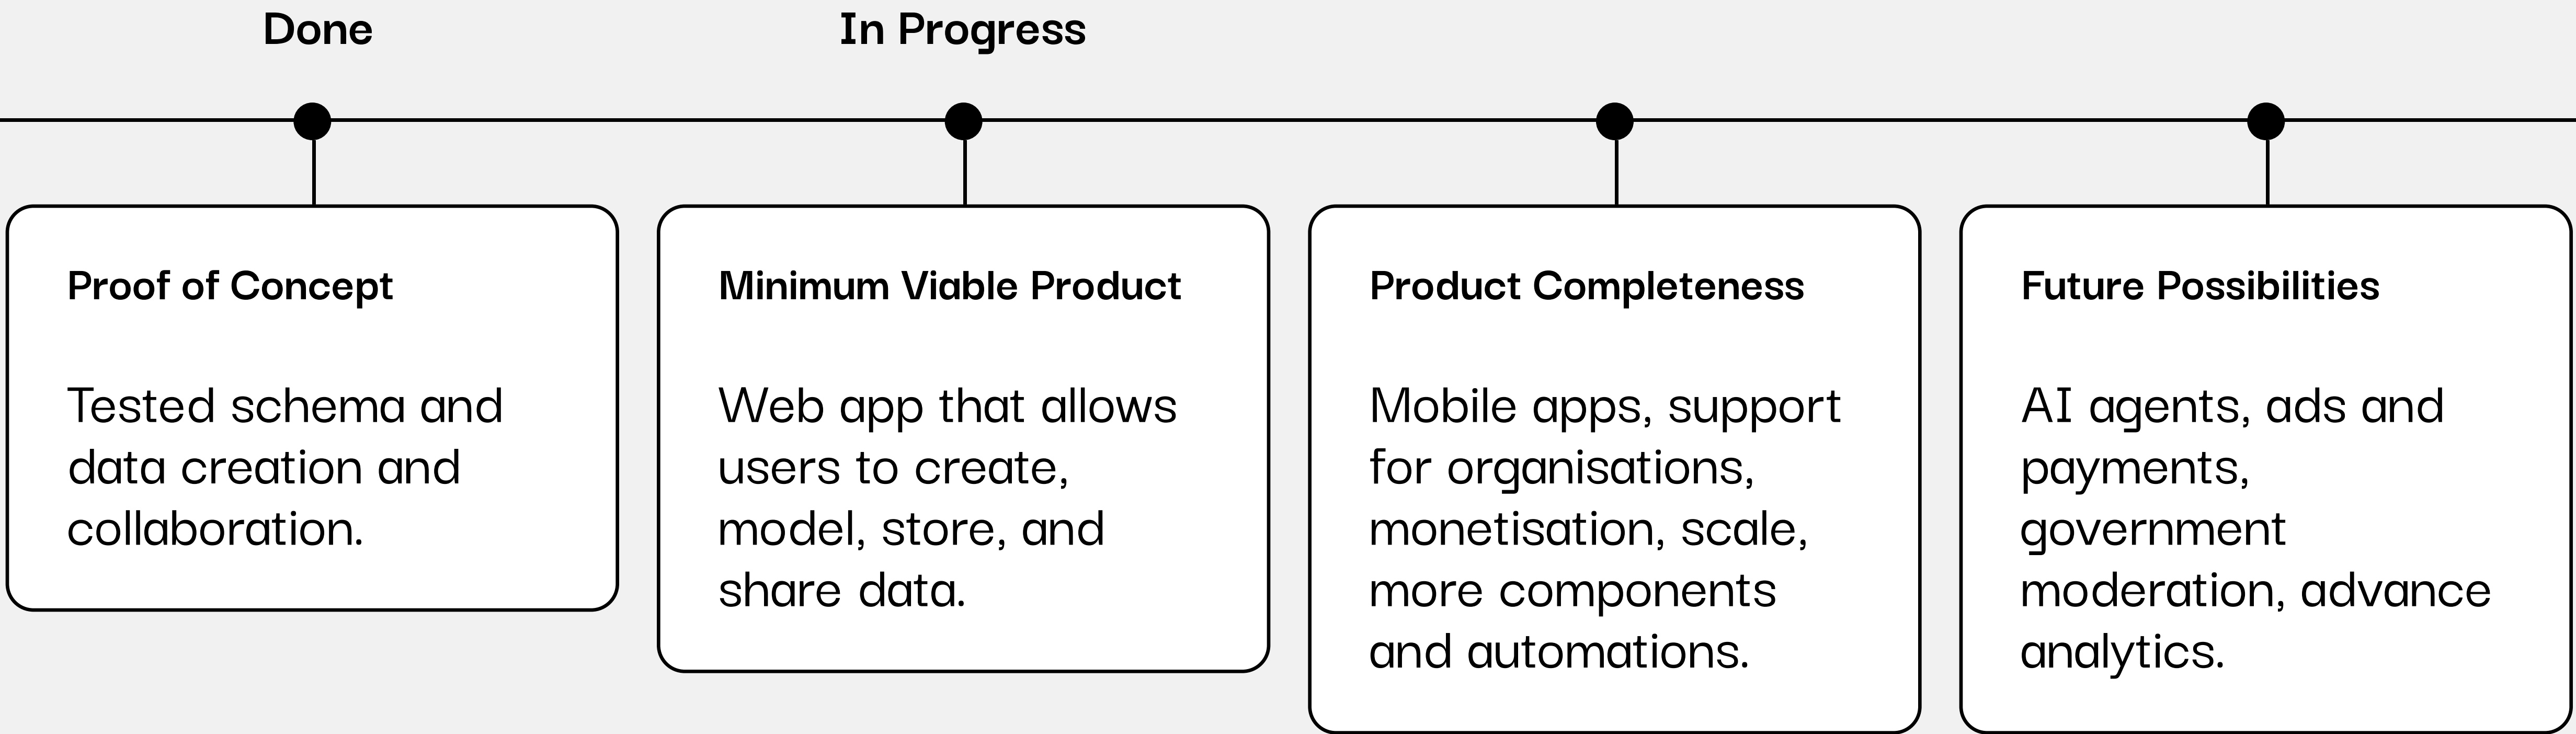 Done
In Progress
Proof of Concept
Tested schema and
data creation and
collaboration.
Minimum Viable Product
Web app that allows
users to create,
model, store, and
share data.
Product Completeness
Mobile apps, support
for organisations,
monetisation, scale,
more components
and automations.
Future Possibilities
AI agents, ads and
payments,
government
moderation, advance
analytics.